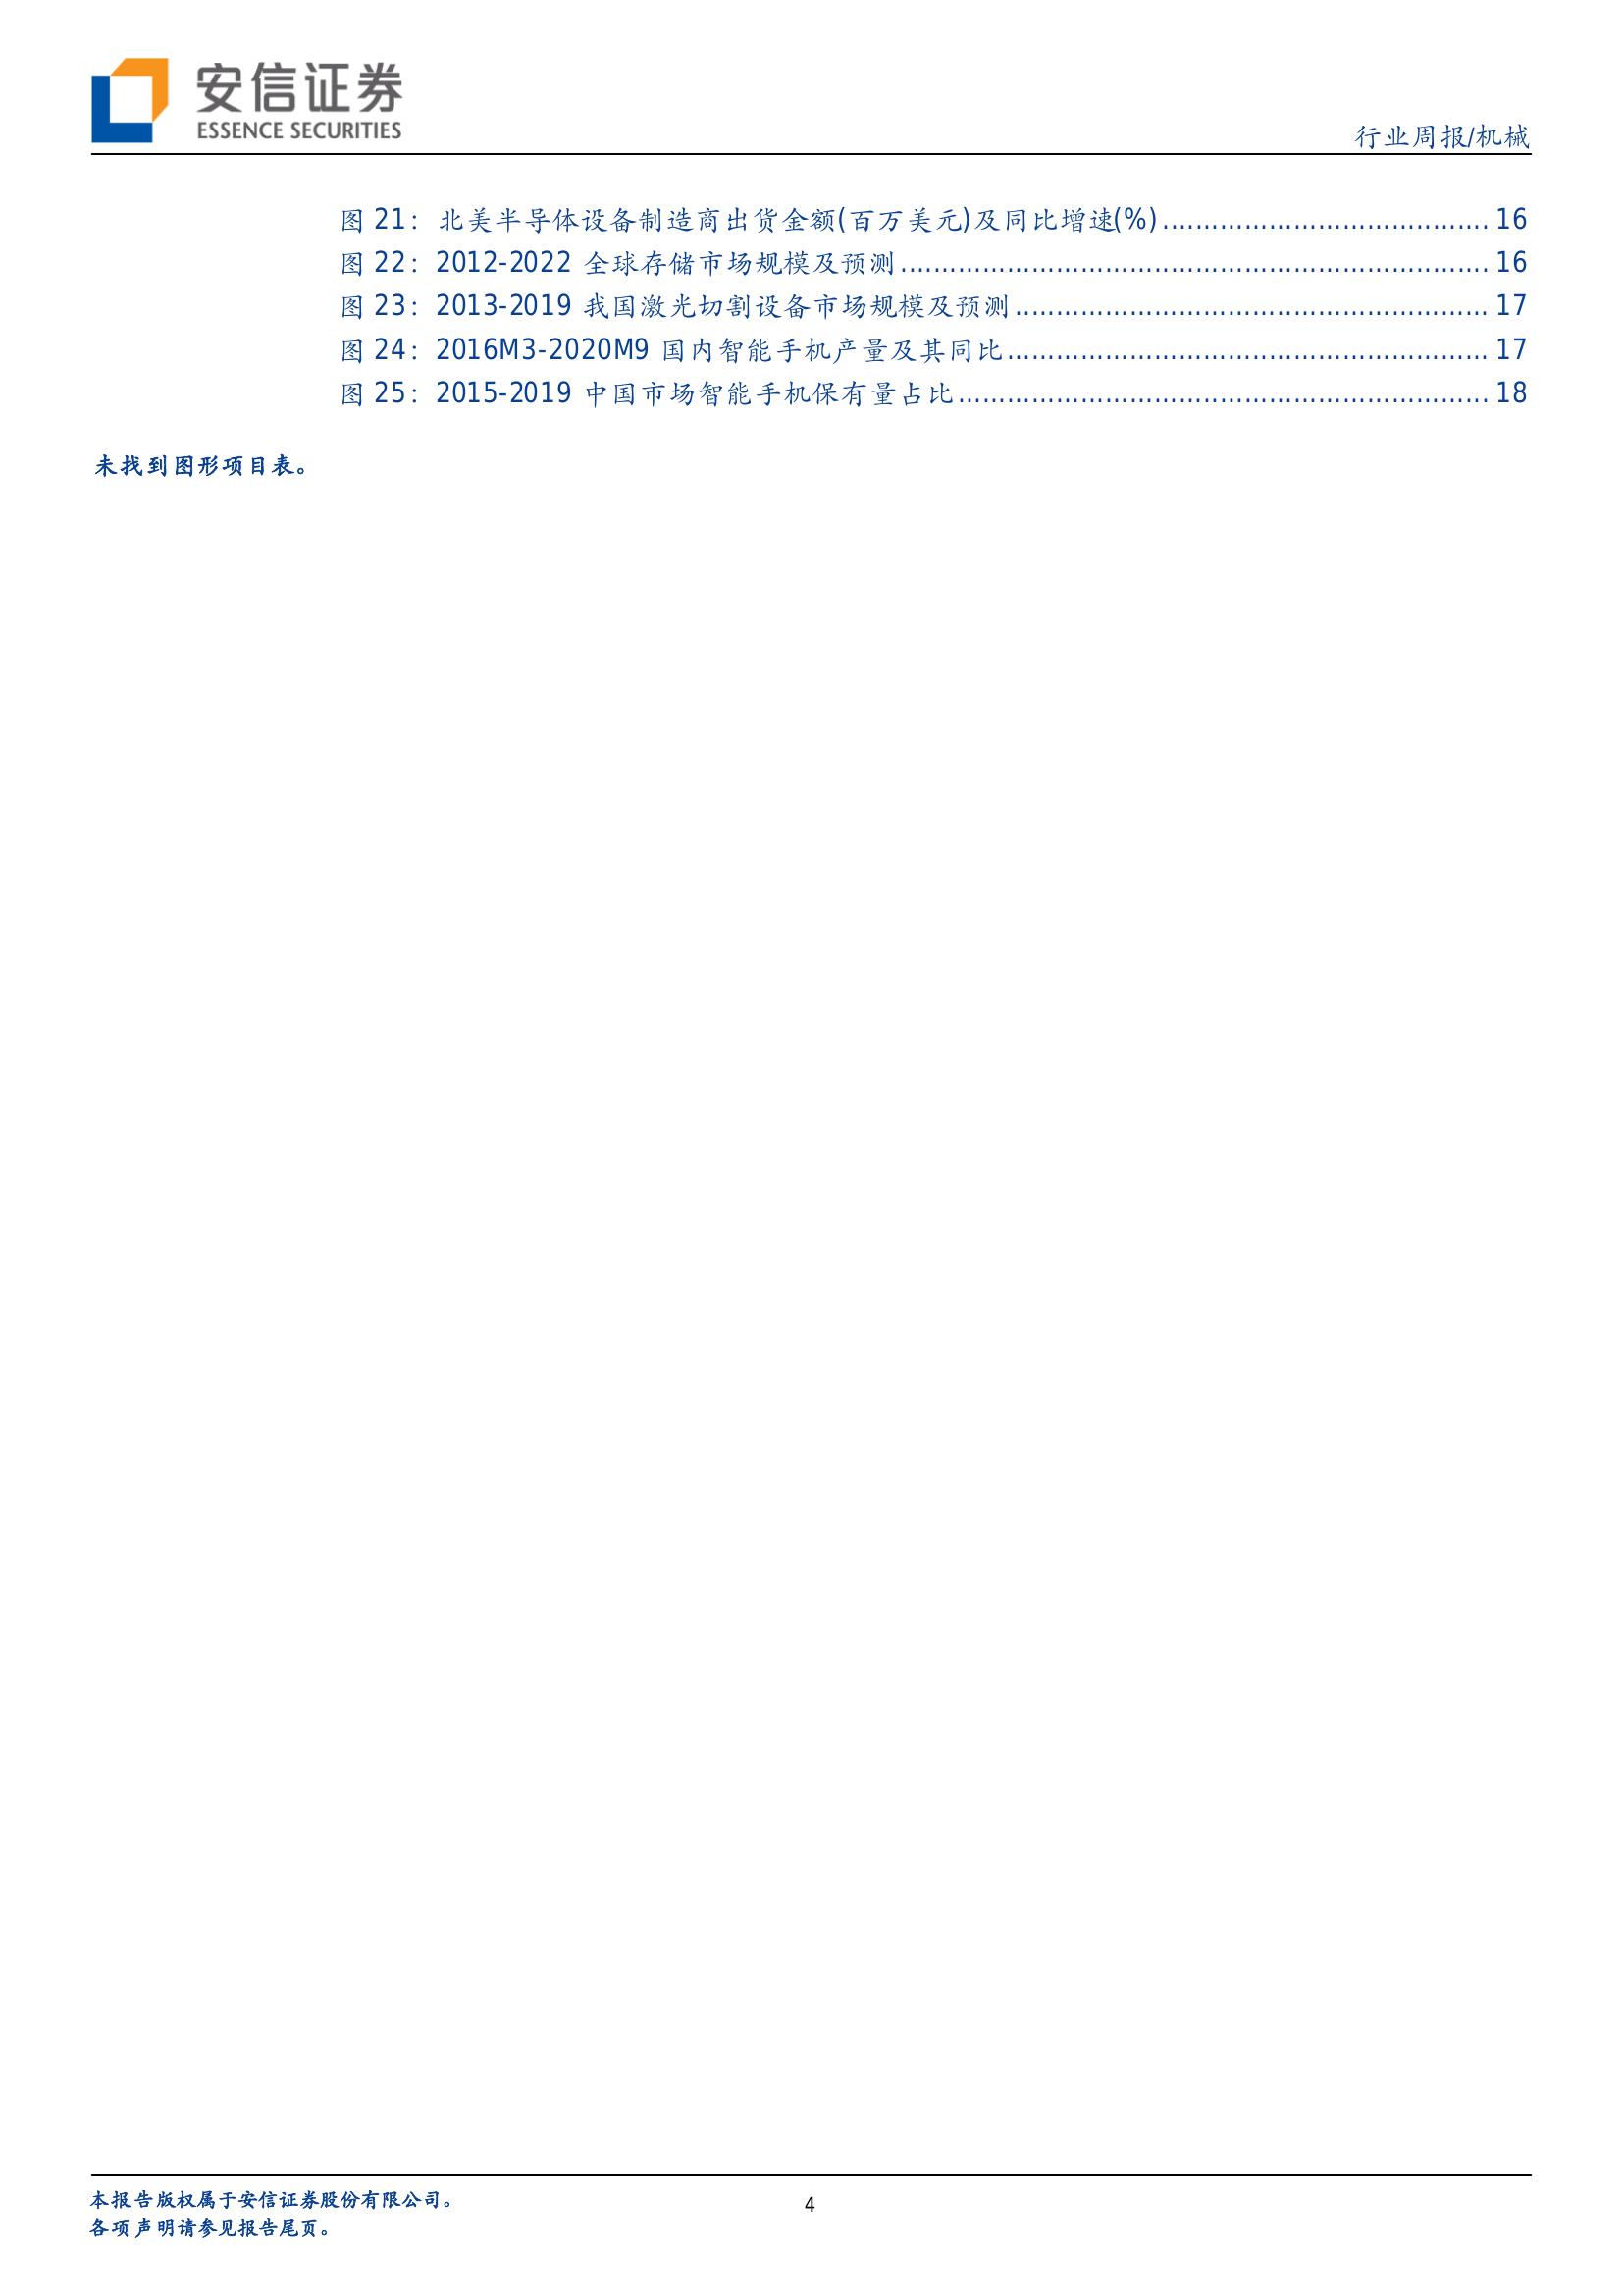 安信证券
ESSENCE SECURITIES
行业周报/机械
图 21：北美半导体设备制造商出货金额(百万美元)及同比增速(%)........................................ 16
图 22：2012-2022 全球存储市场规模及预测........................................................................ 16
图 23：2013-2019 我国激光切割设备市场规模及预测.......................................................... 17
图 24：2016M3-2020M9 国内智能手机产量及其同比........................................................... 17
图 25：2015-2019 中国市场智能手机保有量占比................................................................. 18
未找到图形项目表。
本报告版权属于安信证券股份有限公司。
各项声明请参见报告尾页。
4